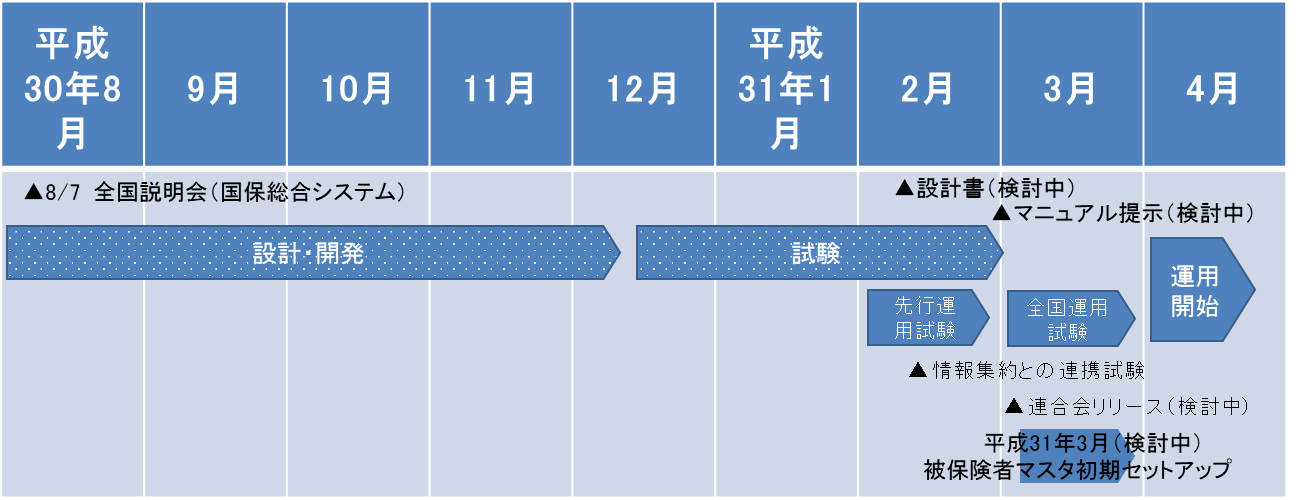 平成
30年8
月
9月
10月
11月
12月
平成
31年1
月
2月
3月
4月
▲8/7 全国説明会（国保総合システム）
▲設計書（検討中）
▲マニュアル提示（検討中）
設計・開発
試験
運用
開始
先行運
用試験
全国運用
試験
▲情報集約との連携試験
▲連合会リリース（検討中）
平成31年3月（検討中）
被保険者マスタ初期セットアップ